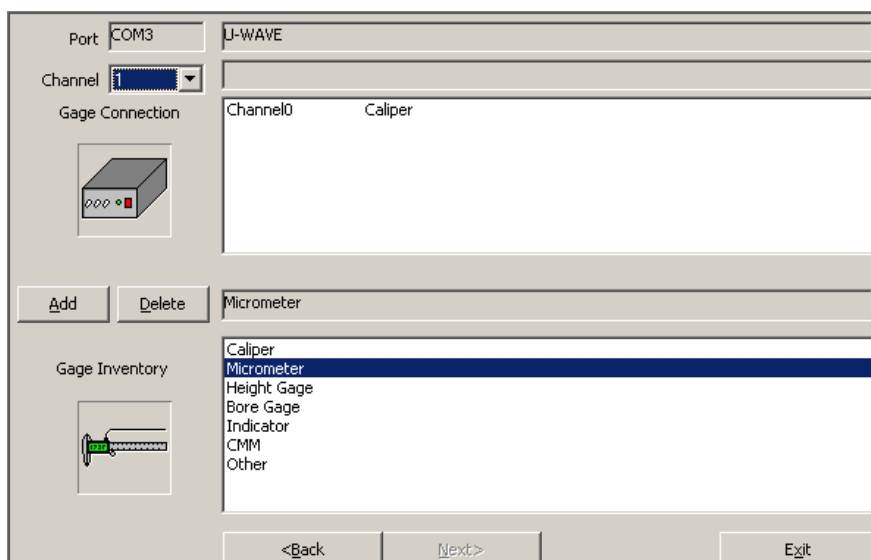 Port COM3 U-WAVE
Channel 1
Gage Connection
Channel0 Caliper
Add Delete Micrometer
Gage Inventory
Caliper
Micrometer
Height Gage
Bore Gage
Indicator
CMM
Other
<Back Next> Exit